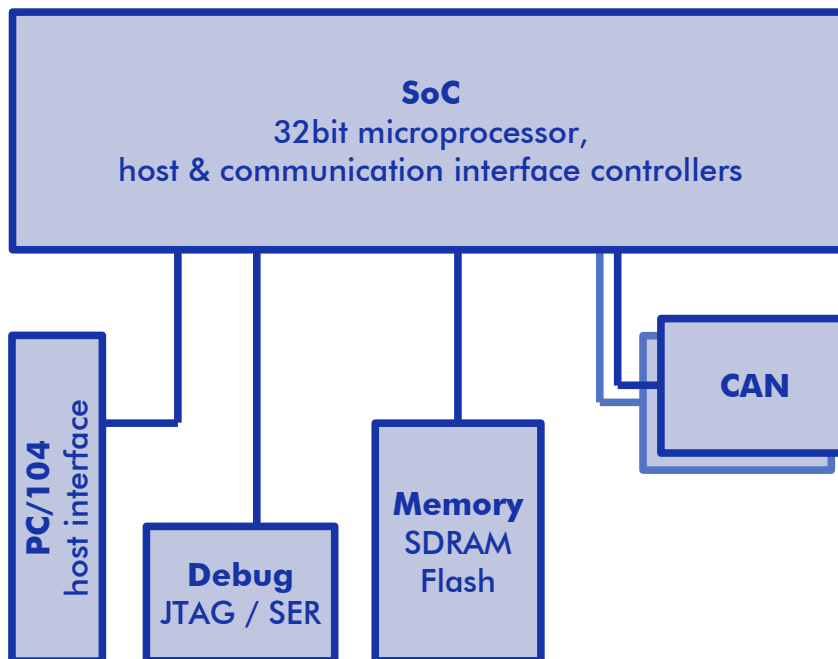 SoC
32bit microprocessor,
host & communication interface controllers
PC/104
host interface
Debug
JTAG / SER
Memory
SDRAM
Flash
CAN